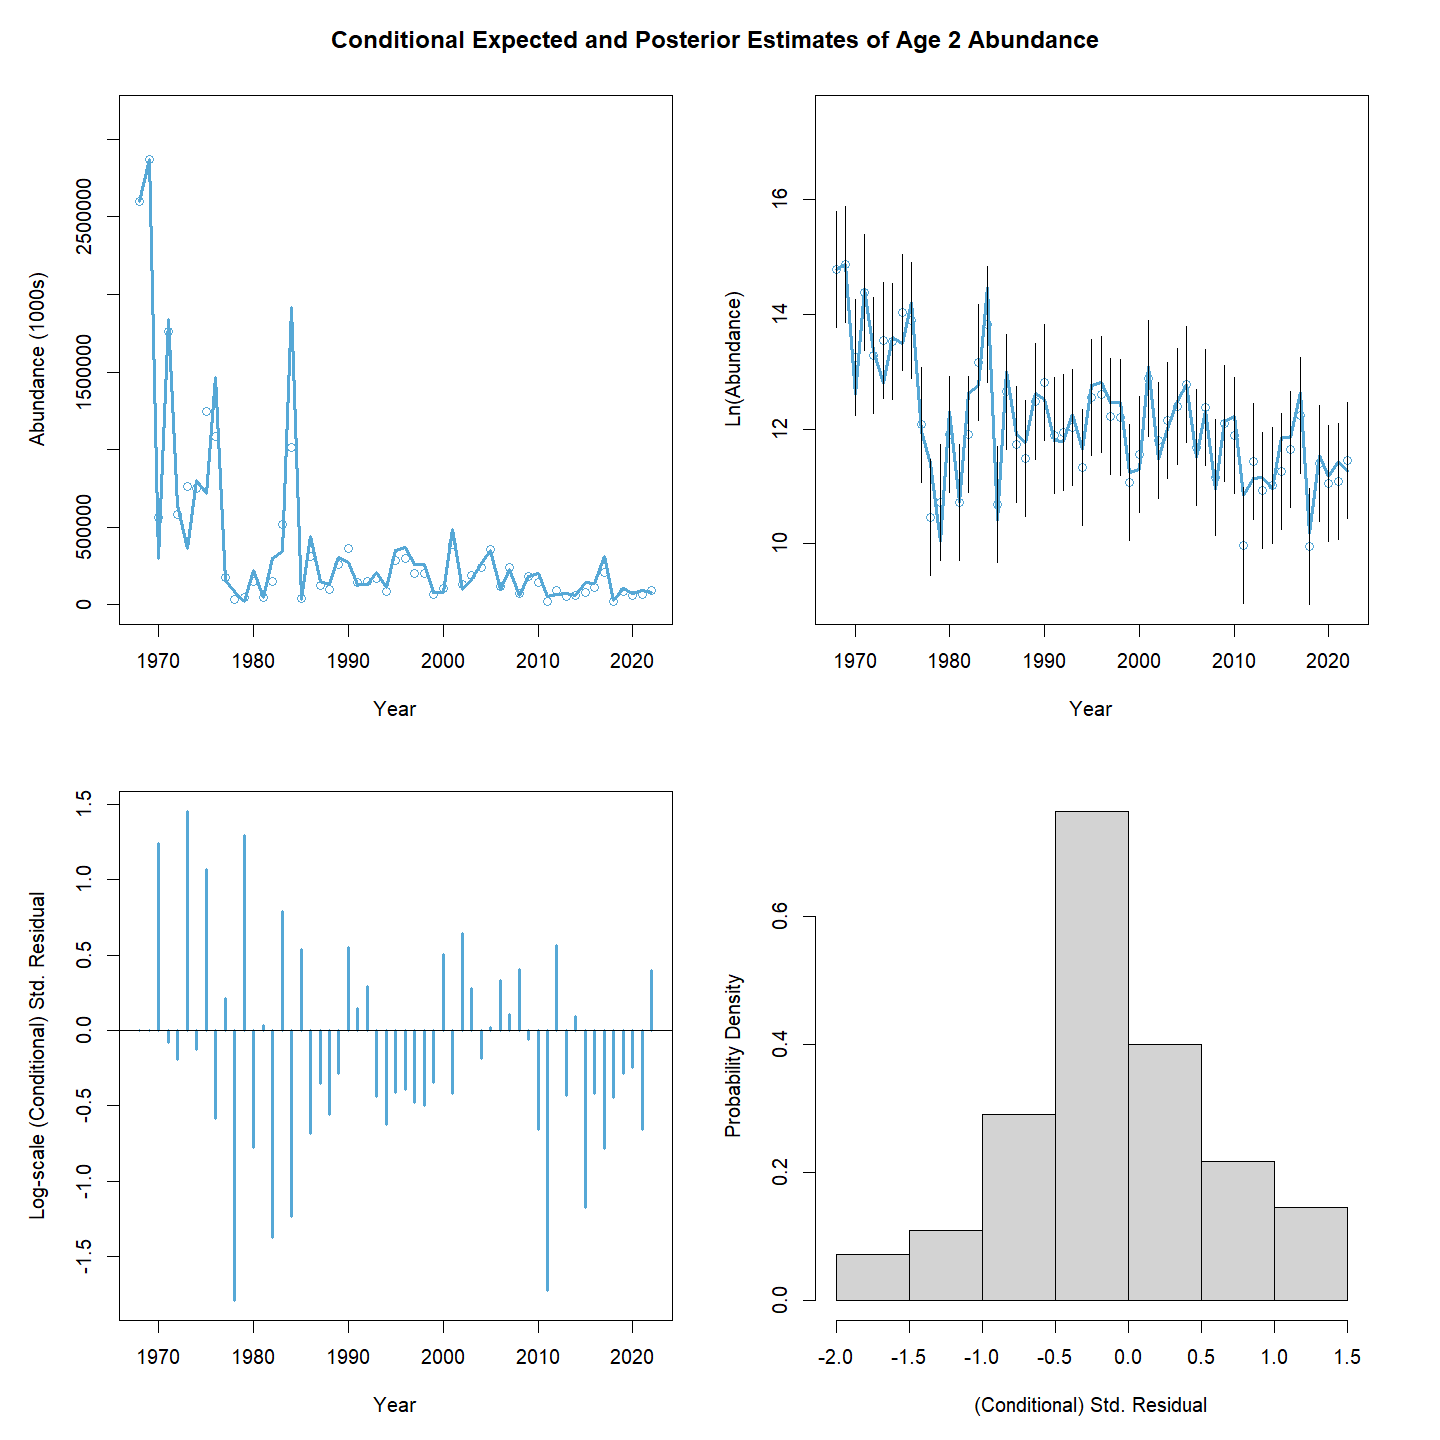 Conditional Expected and Posterior Estimates of Age 2 Abundance
Abundance (1000s)
0
500000
1500000
2500000
1970 1980 1990 2000 2010 2020
Year
Ln(Abundance)
10
12
14
16
1970 1980 1990 2000 2010 2020
Year
Log-scale (Conditional) Std. Residual
-1.5
-1.0
-0.5
0.0
0.5
1.0
1.5
1970 1980 1990 2000 2010 2020
Year
Probability Density
0.0
0.2
0.4
0.6
-2.0 -1.5 -1.0 -0.5 0.0 0.5 1.0 1.5
(Conditional) Std. Residual